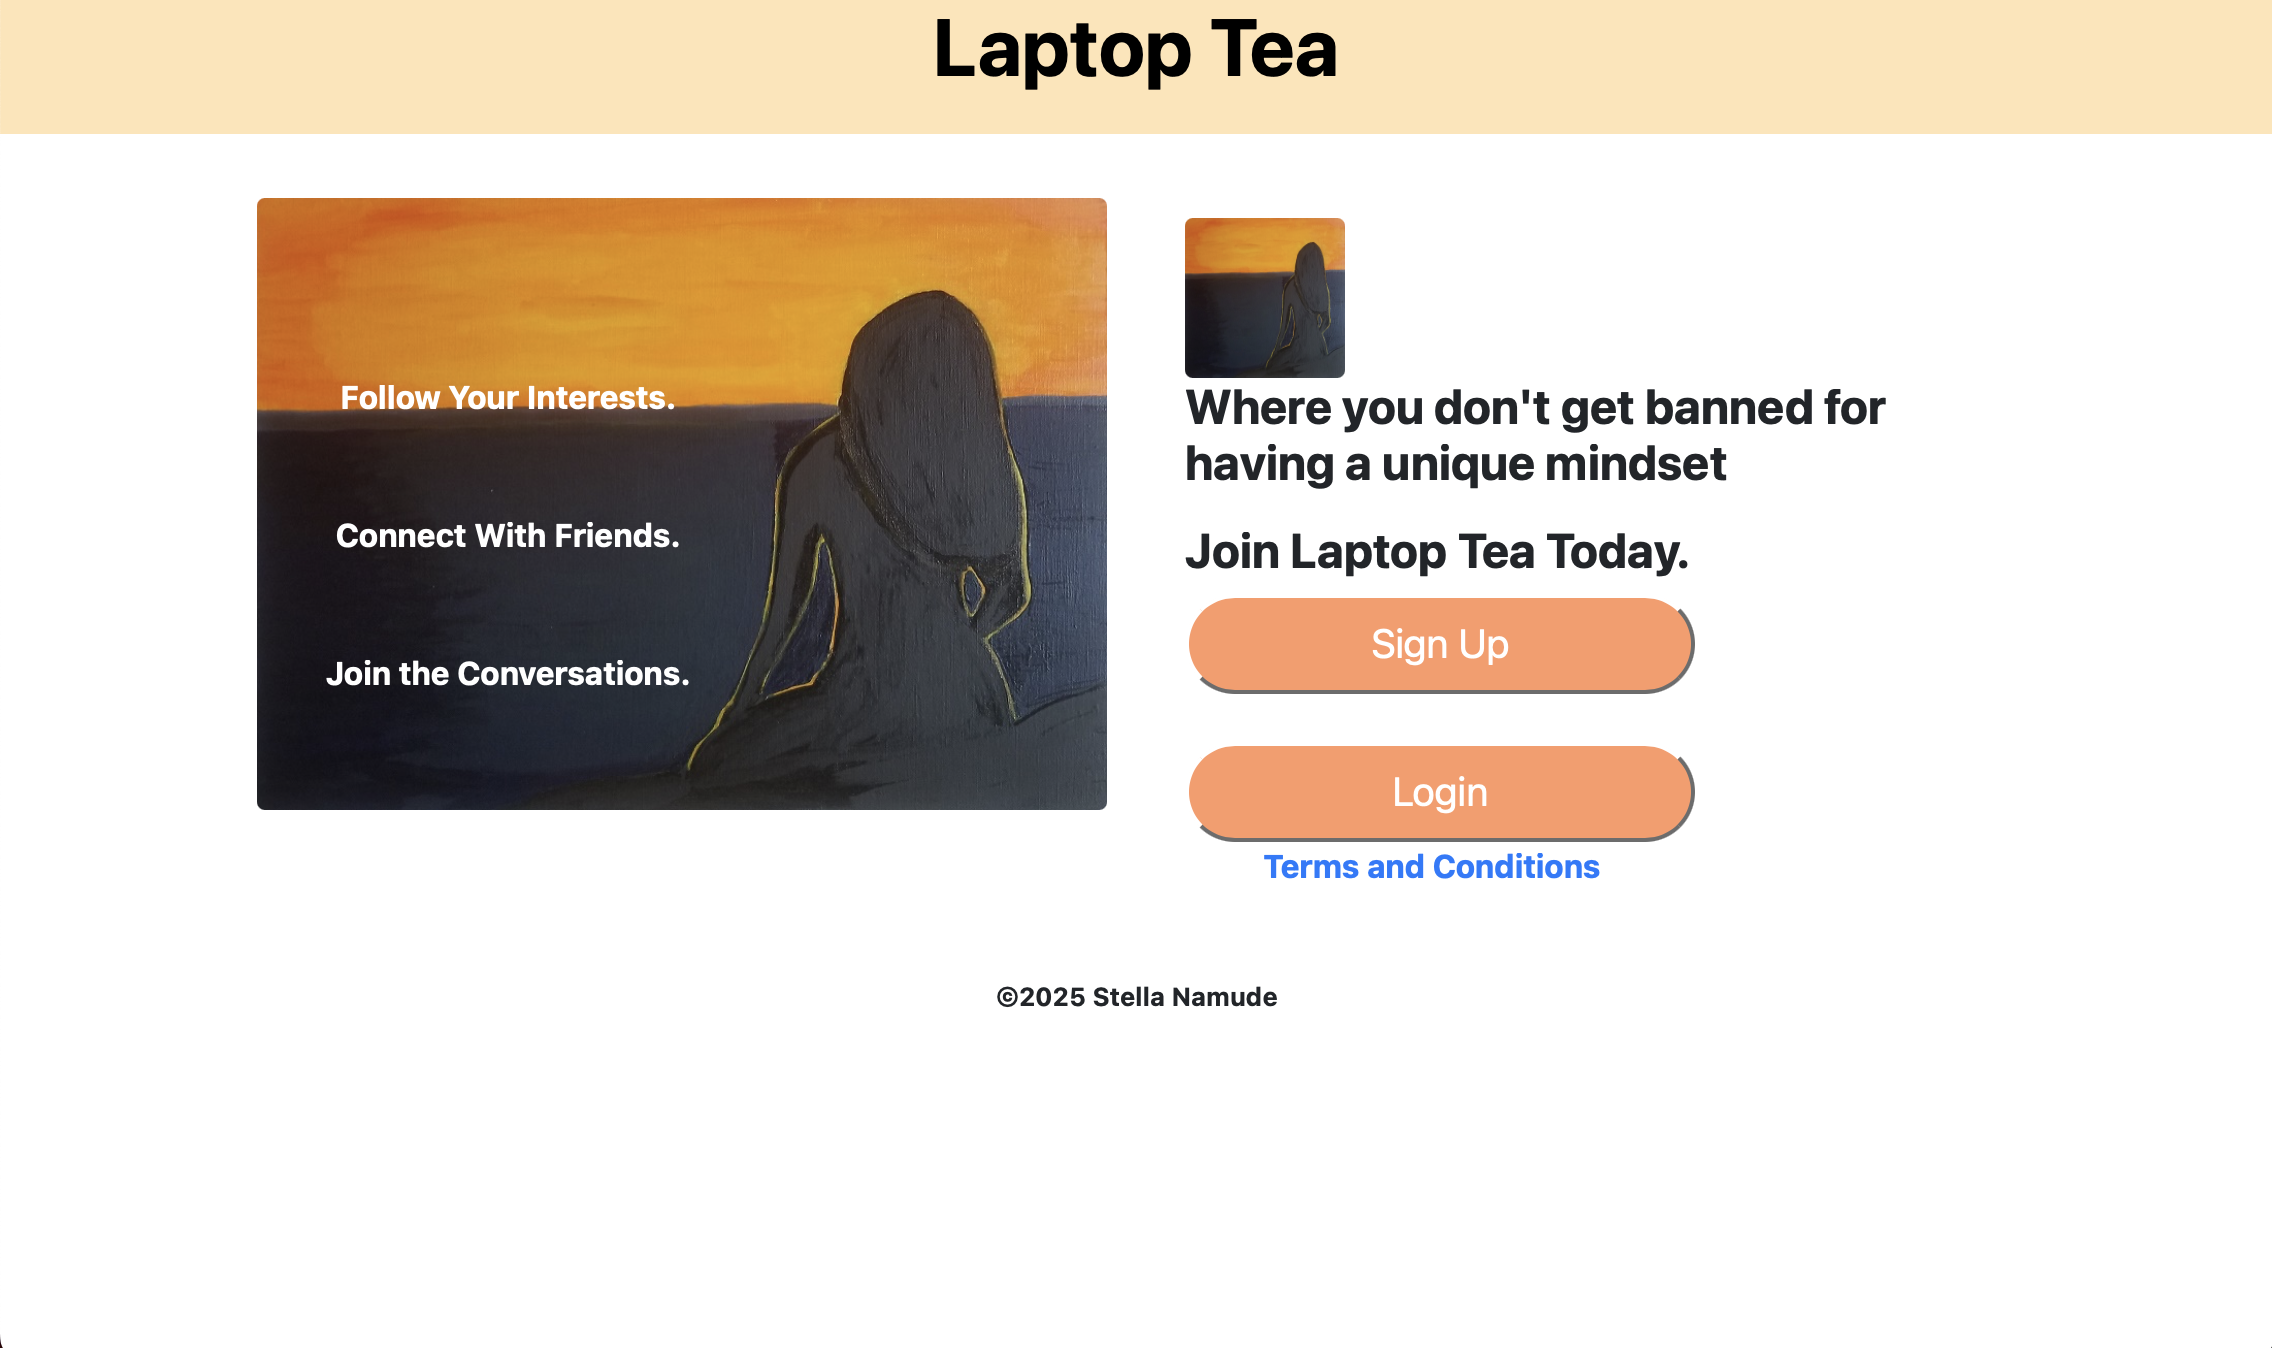 Laptop Tea
Follow Your Interests.
Connect With Friends.
Join the Conversations.
Where you don't get banned for
having a unique mindset
Join Laptop Tea Today.
Sign Up
Login
Terms and Conditions
©2025 Stella Namude